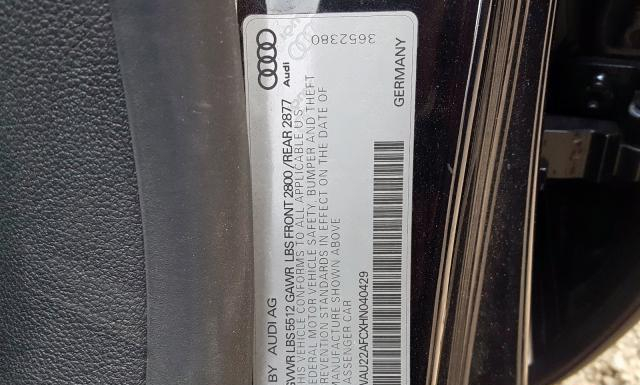 Audi
3652380
BY AUDI AG
GERMANY
GVWR LBS 5512 GAWR LBS FRONT 2800 / REAR 2877
THIS VEHICLE CONFORMS TO ALL APPLICABLE U.S.
FEDERAL MOTOR VEHICLE SAFETY, BUMPER AND THEFT
PREVENTION STANDARDS IN EFFECT ON THE DATE OF
MANUFACTURE SHOWN ABOVE
PASSENGER CAR
WAU22AFCXHN040429